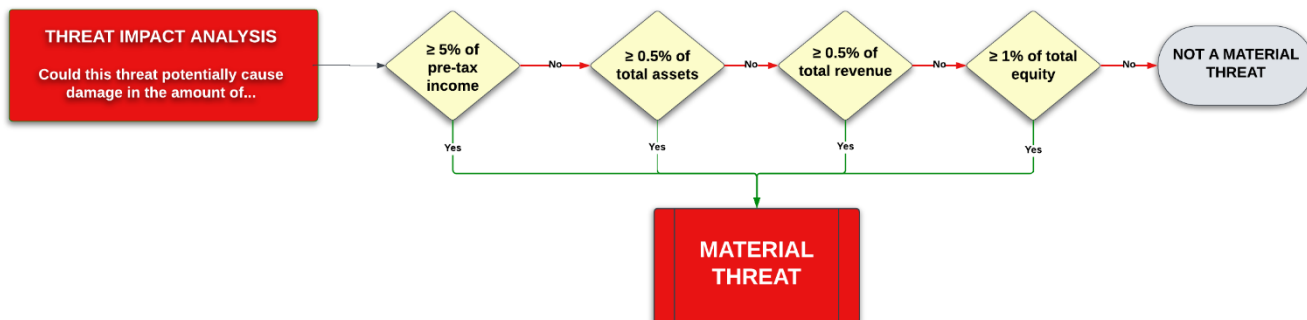 THREAT IMPACT ANALYSIS
Could this threat potentially cause
damage in the amount of...
≥ 5% of
pre-tax
income
No
≥ 0.5% of
total assets
No
≥ 0.5% of
total revenue
No
≥ 1% of total
equity
No
NOT A MATERIAL
THREAT
Yes
Yes
Yes
Yes
MATERIAL
THREAT